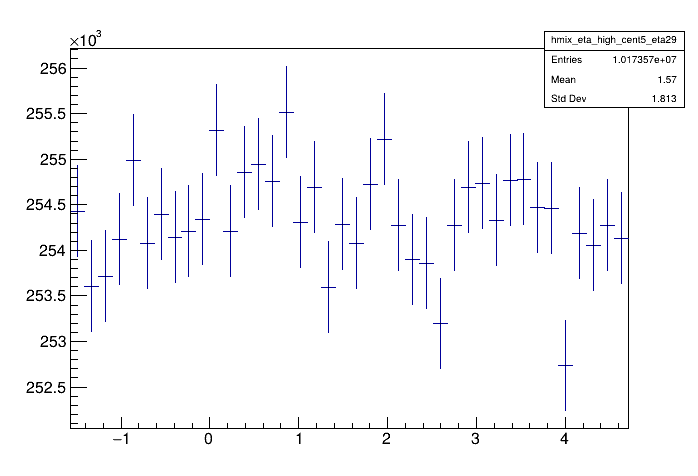 ×10³
hmix_eta_high_cent5_eta29
Entries 1.017357e+07
Mean 1.57
Std Dev 1.813
256
255.5
255
254.5
254
253.5
253
252.5
−1 0 1 2 3 4